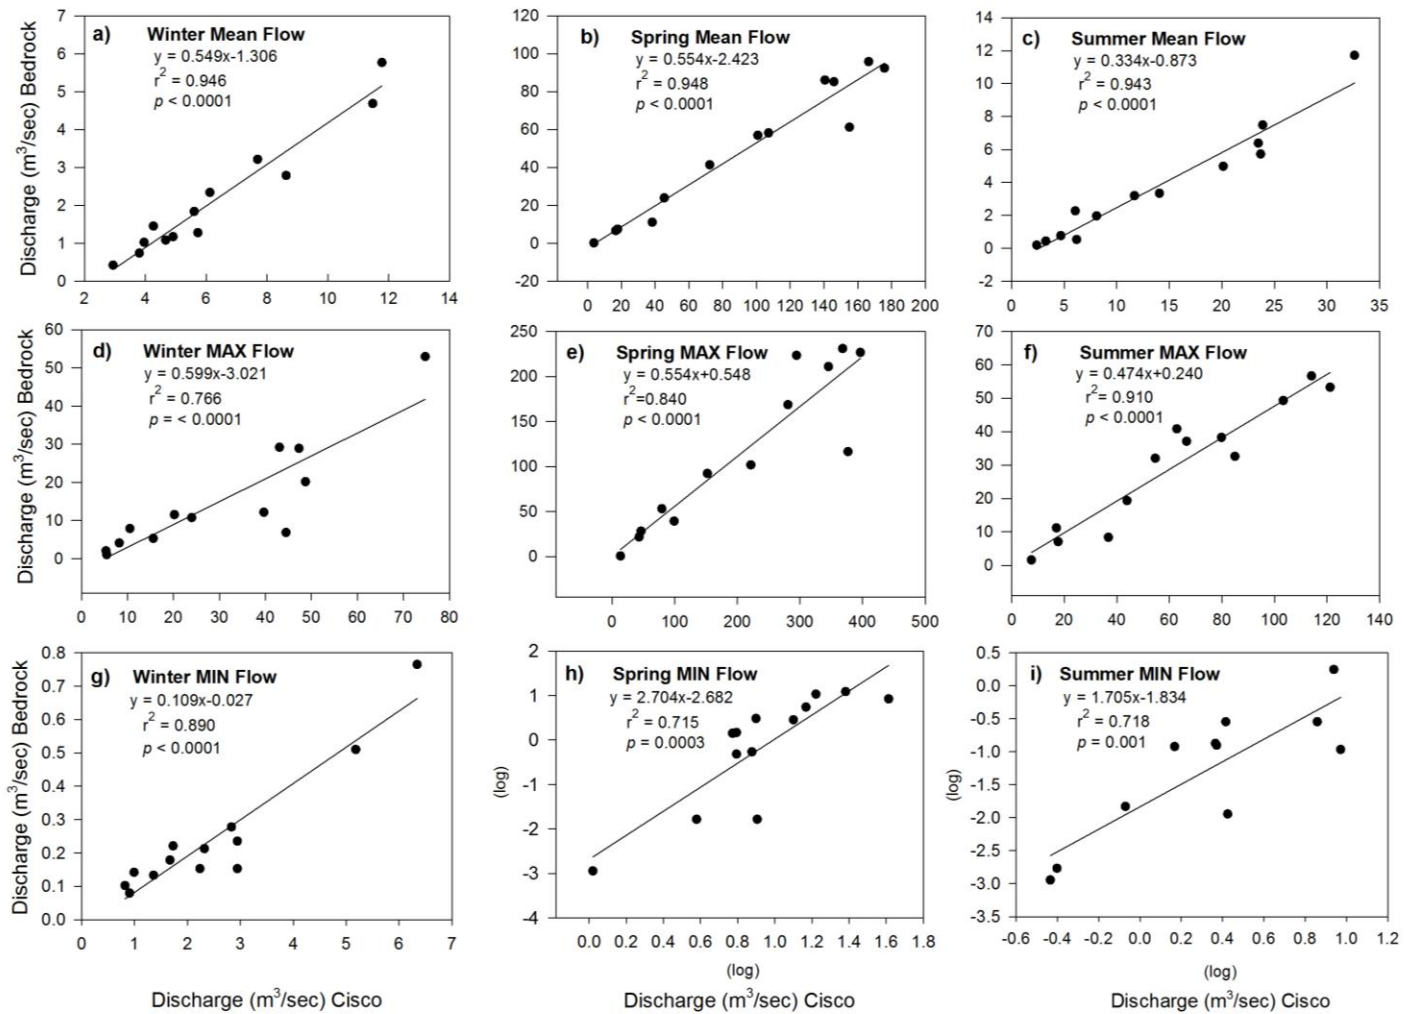 a) Winter Mean Flow
y = 0.549x-1.306
r² = 0.946
p < 0.0001
Discharge (m³/sec) Bedrock
7
6
5
4
3
2
1
0
2 4 6 8 10 12 14
b) Spring Mean Flow
y = 0.554x-2.423
r² = 0.948
p < 0.0001
120
100
80
60
40
20
0
-20
0 20 40 60 80 100 120 140 160 180 200
c) Summer Mean Flow
y = 0.334x-0.873
r² = 0.943
p < 0.0001
14
12
10
8
6
4
2
0
-2
0 5 10 15 20 25 30 35
d) Winter MAX Flow
y = 0.599x-3.021
r² = 0.766
p = < 0.0001
Discharge (m³/sec) Bedrock
60
50
40
30
20
10
0
0 10 20 30 40 50 60 70 80
e) Spring MAX Flow
y = 0.554x+0.548
r²=0.840
p < 0.0001
250
200
150
100
50
0
0 100 200 300 400 500
f) Summer MAX Flow
y = 0.474x+0.240
r²= 0.910
p < 0.0001
70
60
50
40
30
20
10
0
0 20 40 60 80 100 120 140
g) Winter MIN Flow
y = 0.109x-0.027
r² = 0.890
p < 0.0001
Discharge (m³/sec) Bedrock
0.8
0.7
0.6
0.5
0.4
0.3
0.2
0.1
0.0
0 1 2 3 4 5 6 7
Discharge (m³/sec) Cisco
h) Spring MIN Flow
y = 2.704x-2.682
r² = 0.715
p = 0.0003
(log)
2
1
0
-1
-2
-3
-4
0.0 0.2 0.4 0.6 0.8 1.0 1.2 1.4 1.6 1.8
(log)
Discharge (m³/sec) Cisco
i) Summer MIN Flow
y = 1.705x-1.834
r² = 0.718
p = 0.001
(log)
0.5
0.0
-0.5
-1.0
-1.5
-2.0
-2.5
-3.0
-3.5
-0.6 -0.4 -0.2 0.0 0.2 0.4 0.6 0.8 1.0 1.2
(log)
Discharge (m³/sec) Cisco